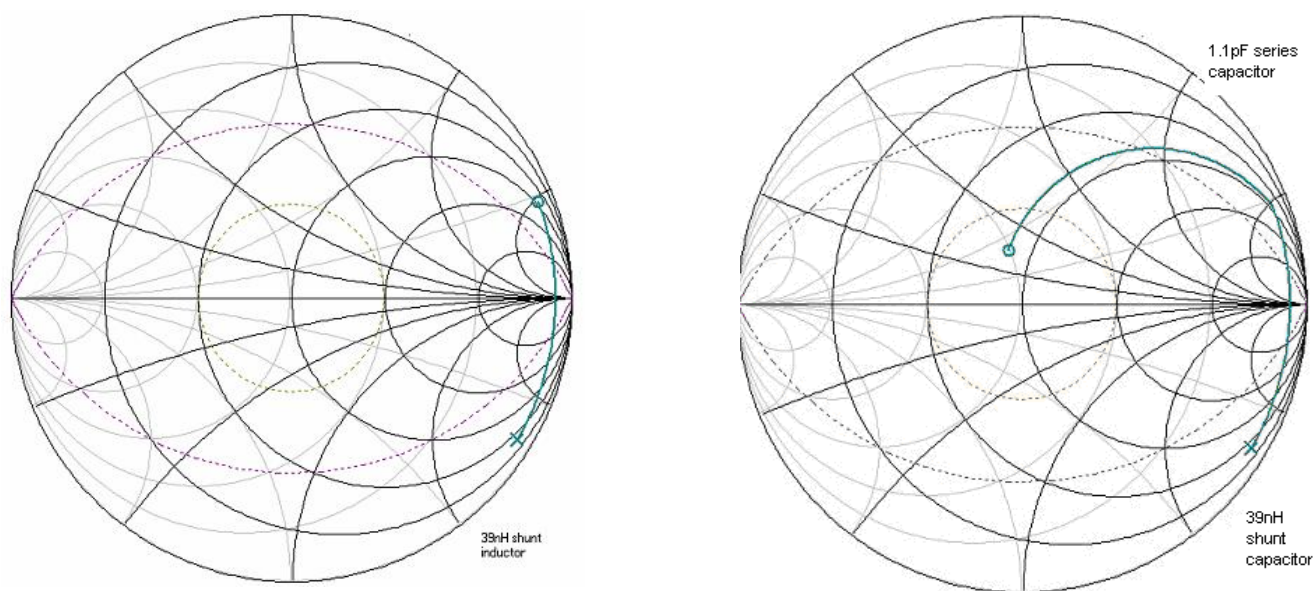 39nH shunt
inductor
1.1pF series
capacitor
39nH
shunt
capacitor